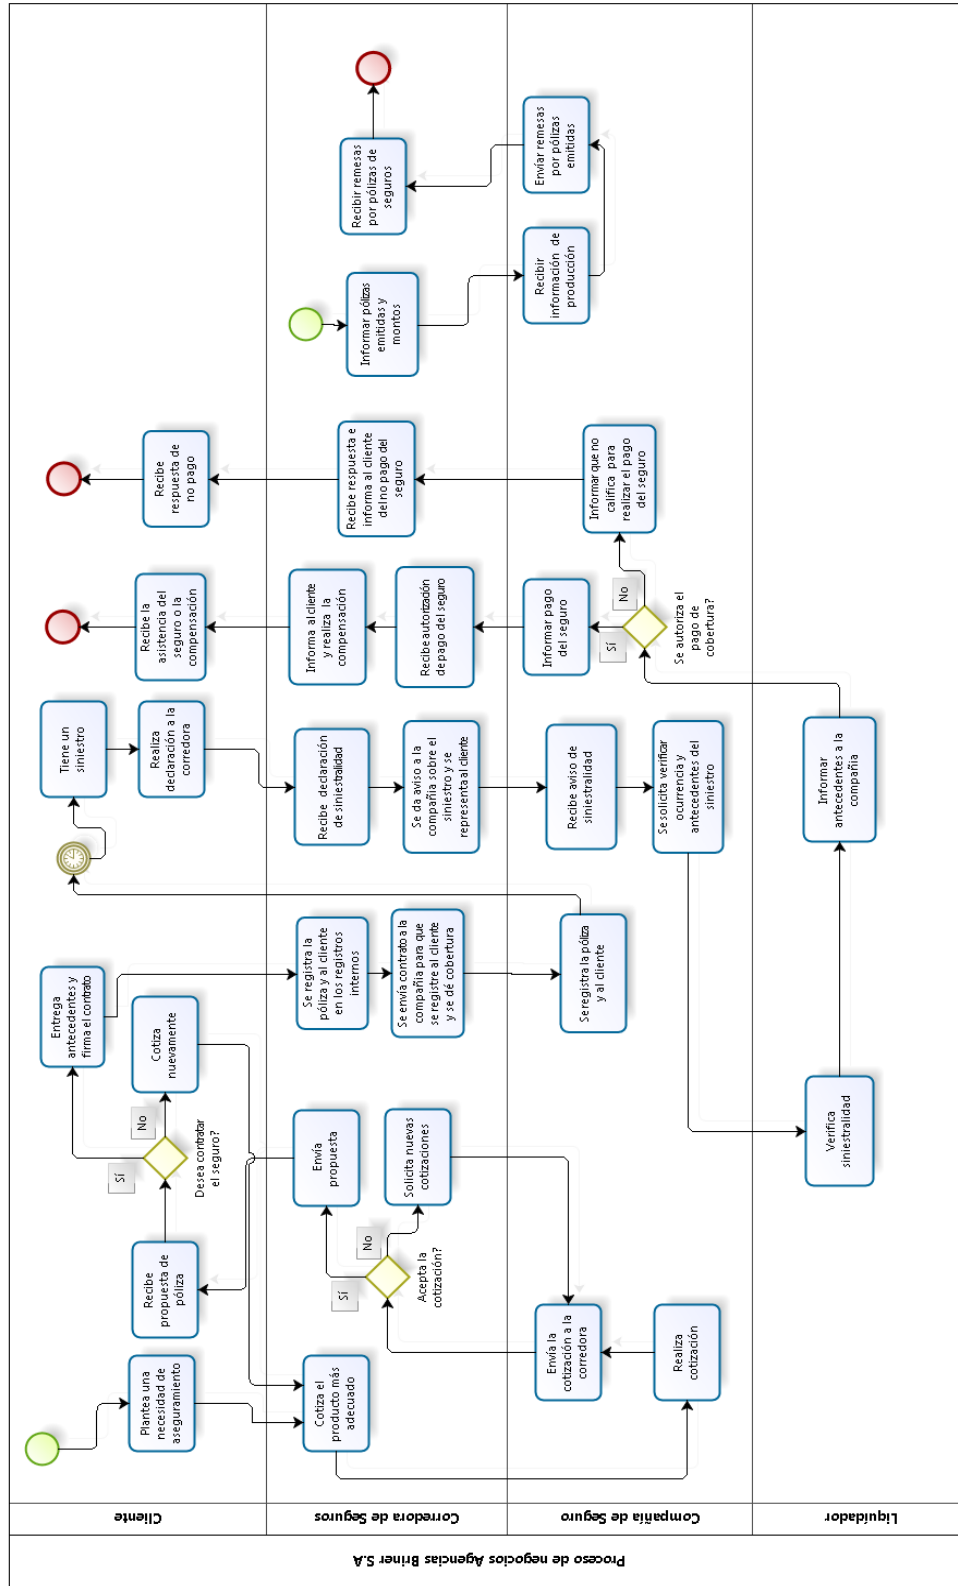 Proceso de negocios Agencias Briner S.A
Cliente
Plantea una
necesidad de
aseguramiento
Recibe
propuesta de
póliza
Desea contratar
el seguro?
Sí
No
Entrega
antecedentes y
firma el contrato
Cotiza
nuevamente
Tiene un
siniestro
Realiza
declaración a la
corredora
Recibe la
asistencia del
seguro o la
compensación
Recibe
respuesta de
no pago
Corredora de Seguros
Cotiza el
producto más
adecuado
Acepta la
cotización?
Sí
No
Envía
propuesta
Solicita nuevas
cotizaciones
Se registra la
póliza y al cliente
en los registros
internos
Se envía contrato a la
compañia para que
se registre al cliente
y se dé cobertura
Recibe declaración
de siniestralidad
Se da aviso a la
compañia sobre el
siniestro y se
representa al cliente
Informa al cliente
y realiza la
compensación
Recibe autorización
de pago del seguro
Recibe respuesta e
informa al cliente
del no pago del
seguro
Informar pólizas
emitidas y
montos
Recibir remesas
por pólizas de
seguros
Compañía de Seguro
Envía la
cotización a la
corredora
Realiza
cotización
Se registra la póliza
y al cliente
Recibe aviso de
siniestralidad
Se solicita verificar
ocurrencia y
antecedentes del
siniestro
Se autoriza el
pago de
cobertura?
Sí
No
Informar pago
del seguro
Informar que no
califica para
realizar el pago
del seguro
Recibir
información de
producción
Enviar remesas
por pólizas
emitidas
Liquidador
Verifica
siniestralidad
Informar
antecedentes a la
compañia